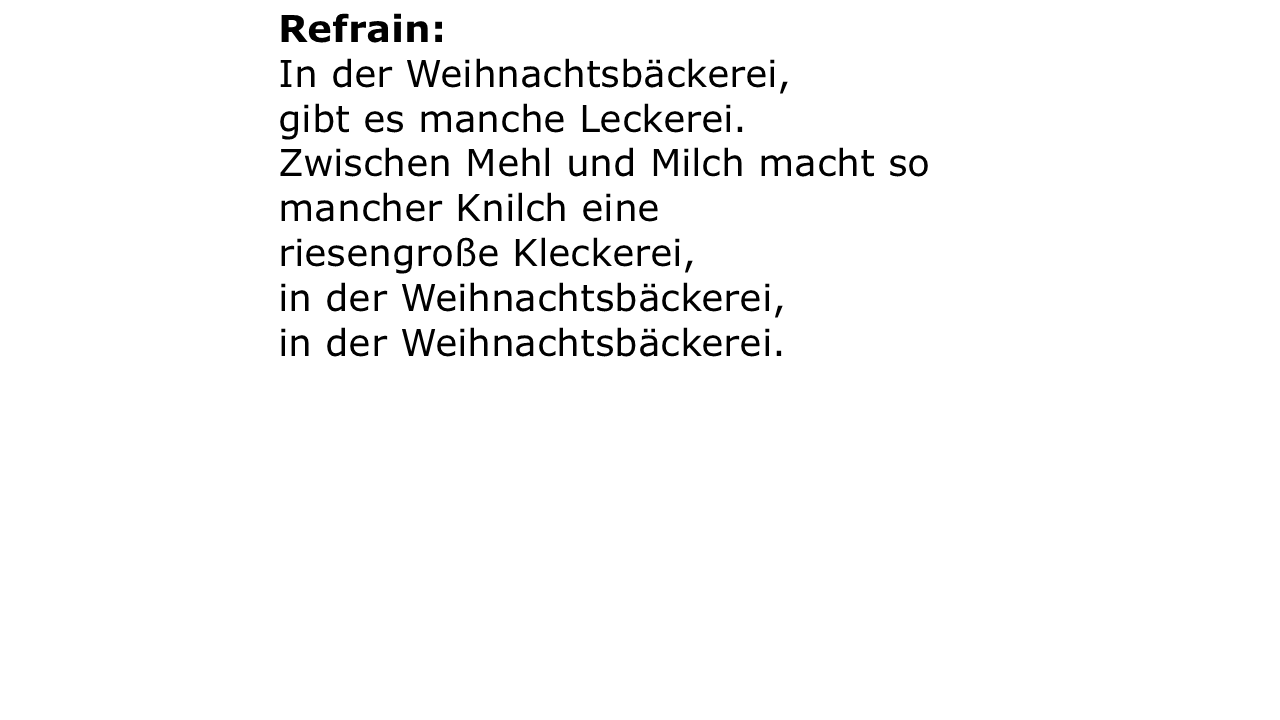 Refrain:
In der Weihnachtsbäckerei,
gibt es manche Leckerei.
Zwischen Mehl und Milch macht so
mancher Knilch eine
riesengroße Kleckerei,
in der Weihnachtsbäckerei,
in der Weihnachtsbäckerei.